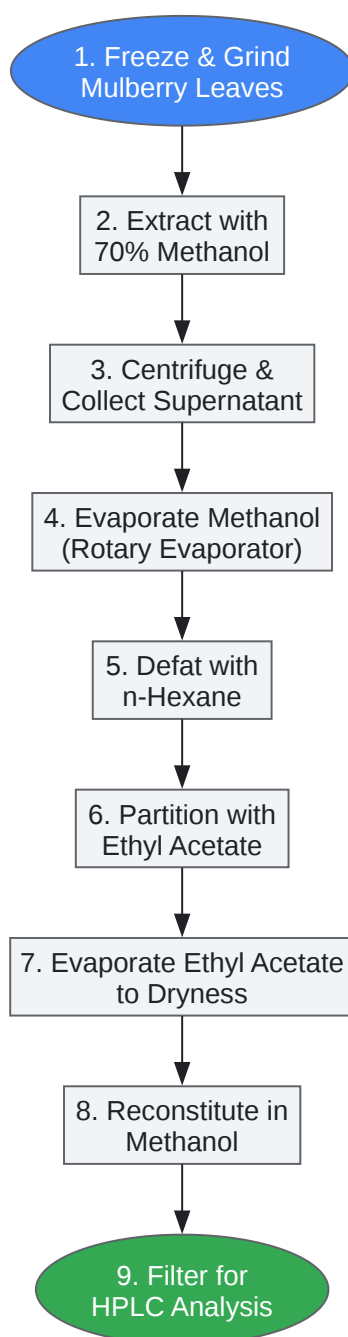 1. Freeze & Grind
Mulberry Leaves
2. Extract with
70% Methanol
3. Centrifuge &
Collect Supernatant
4. Evaporate Methanol
(Rotary Evaporator)
5. Defat with
n-Hexane
6. Partition with
Ethyl Acetate
7. Evaporate Ethyl Acetate
to Dryness
8. Reconstitute in
Methanol
9. Filter for
HPLC Analysis